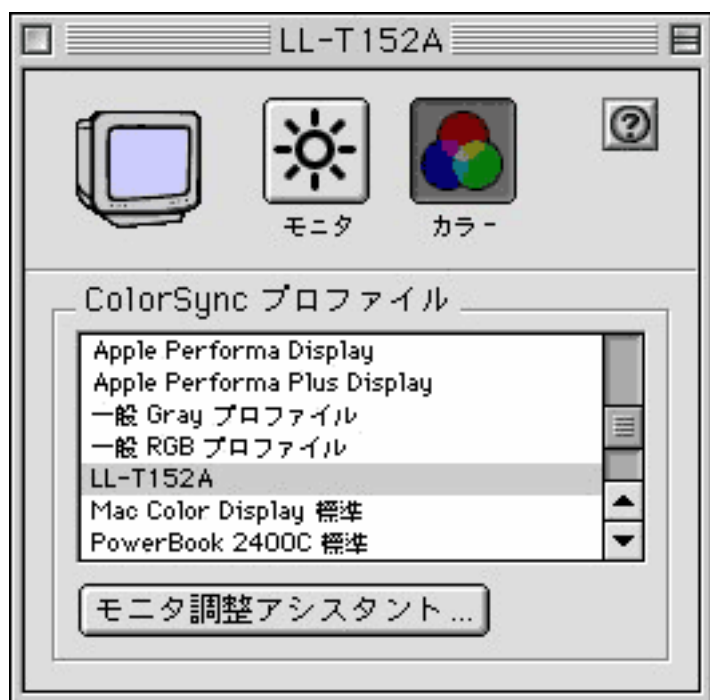 LL-T152A
モニタ
カラー
ColorSync プロファイル
Apple Performa Display
Apple Performa Plus Display
一般 Gray プロファイル
一般 RGB プロファイル
LL-T152A
Mac Color Display 標準
PowerBook 2400C 標準
モニタ調整アシスタント...